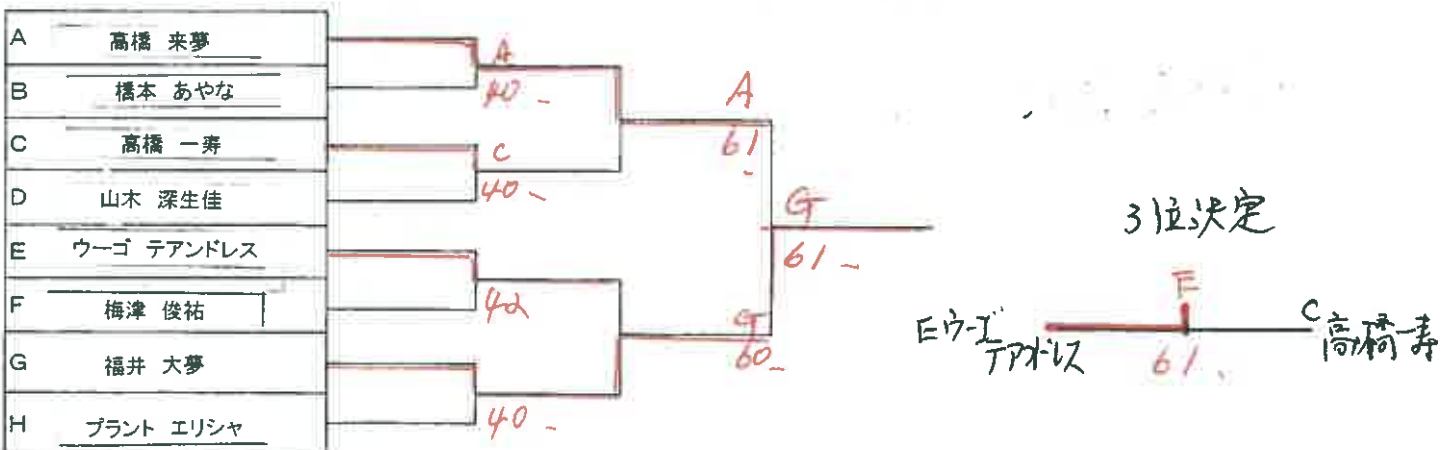 A 高橋 来夢
B 橋本 あやな
C 高橋 一寿
D 山木 深生佳
E ウーゴ テアンドレス
F 梅津 俊祐
G 福井 大夢
H プラント エリシャ
A
40
C
40
42
40
A
61
G
60
G
61
3位決定
Eウーゴ
テアンドレス
E
61
C 高橋一寿